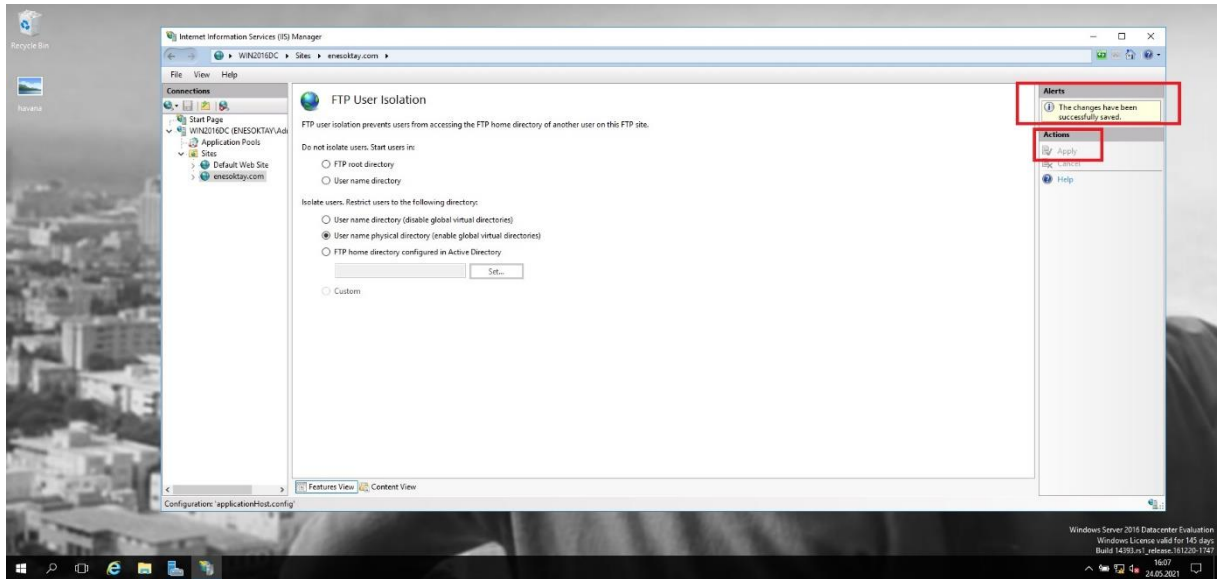 Recycle Bin
Havana
Internet Information Services (IIS) Manager
WIN2016DC
Sites
enesoktay.com
File View Help
Connections
Start Page
WIN2016DC (ENESOKTAY\Adi
Application Pools
Sites
Default Web Site
enesoktay.com
FTP User Isolation
FTP user isolation prevents users from accessing the FTP home directory of another user on this FTP site.
Do not isolate users. Start users in:
FTP root directory
User name directory
Isolate users. Restrict users to the following directory:
User name directory (disable global virtual directories)
User name physical directory (enable global virtual directories)
FTP home directory configured in Active Directory
Set...
Custom
Features View Content View
Configuration: 'applicationHost.config'
Alerts
The changes have been
successfully saved.
Actions
Apply
Cancel
Help
Windows Server 2016 Datacenter Evaluation
Windows License valid for 145 days
Build 14393.rs1_release.161220-1747
16:07
24.05.2021